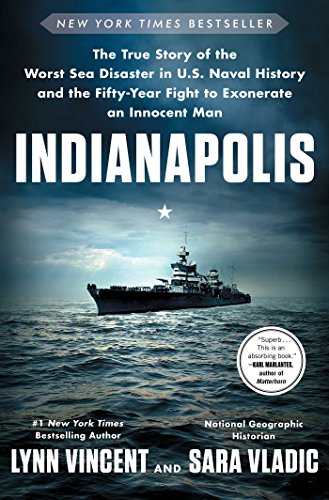 NEW YORK TIMES BESTSELLER
The True Story of the
Worst Sea Disaster in U.S. Naval History
and the Fifty-Year Fight to Exonerate
an Innocent Man
INDIANAPOLIS
"Superb . . .
This is an
absorbing book."
—KARL MARLANTES,
author of
Matterhorn
#1 New York Times
Bestselling Author
National Geographic
Historian
LYNN VINCENT AND SARA VLADIC